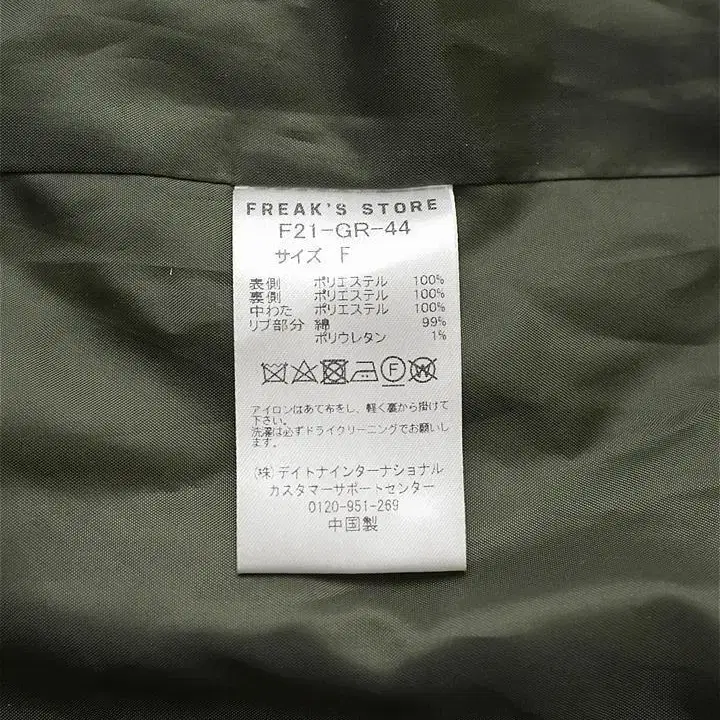 FREAK'S STORE
F21-GR-44
サイズ F
表側 ポリエステル 100%
裏側 ポリエステル 100%
中わた ポリエステル 100%
リブ部分 綿 99%
ポリウレタン 1%
F W
アイロンはあて布をし、軽く裏から掛けて
下さい。
洗濯は必ずドライクリーニングでお願いし
ます。
(株)デイトナインターナショナル
カスタマーサポートセンター
0120-951-269
中国製